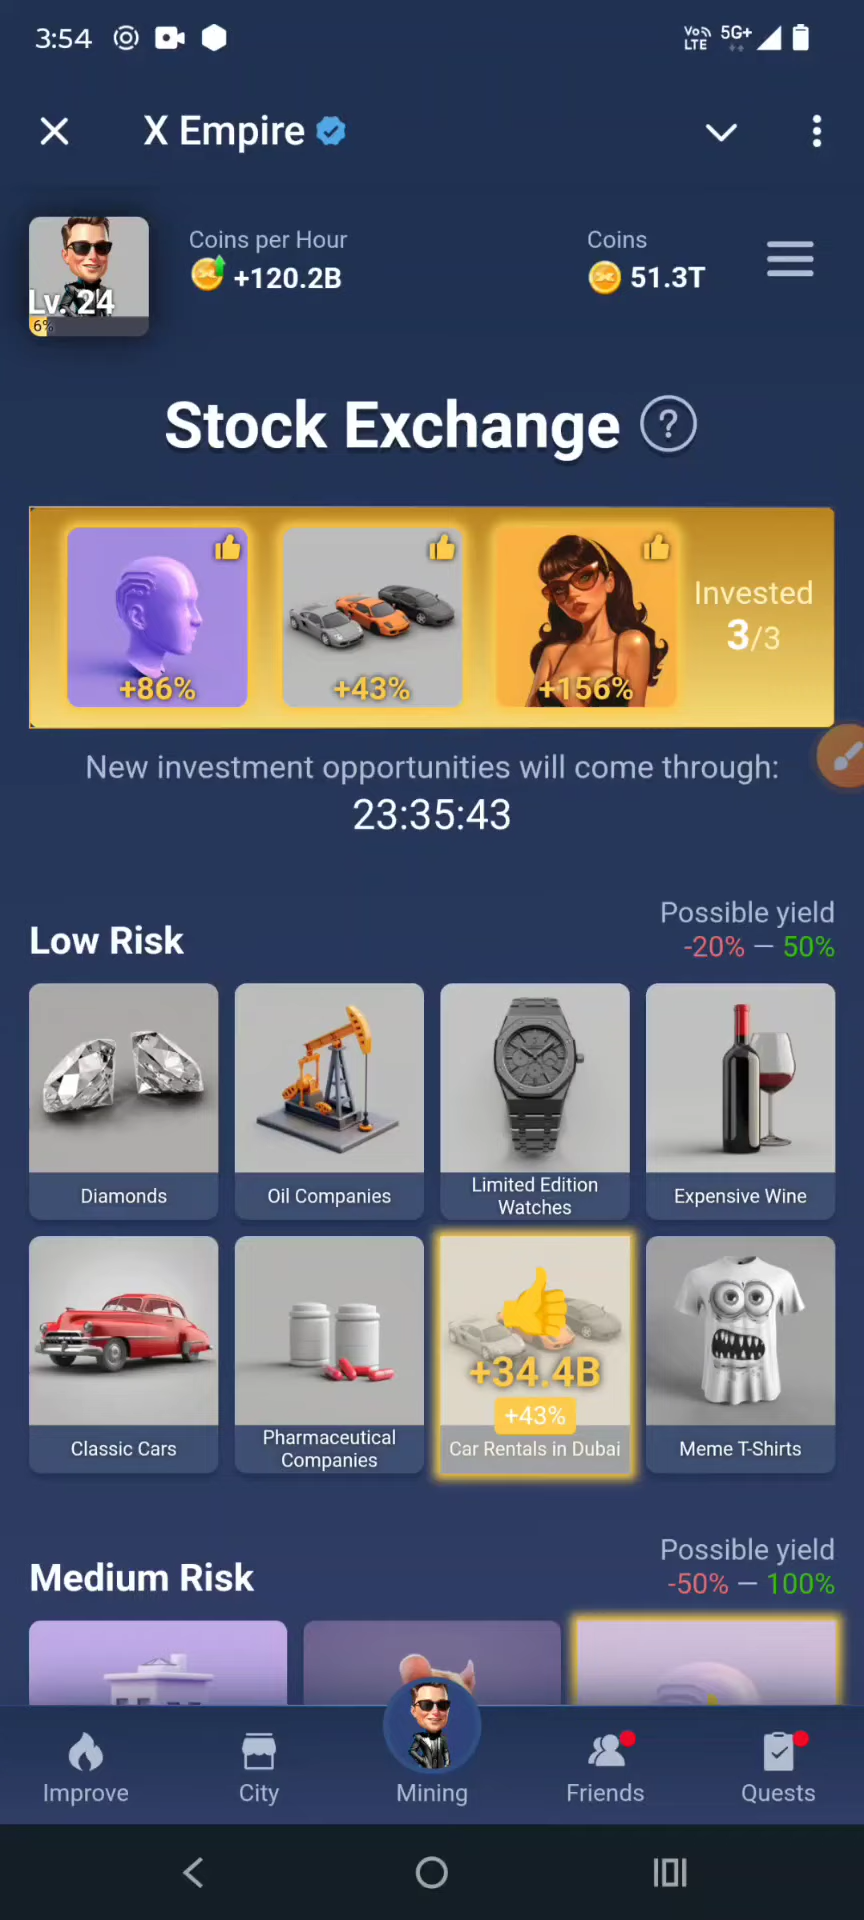 3:54
Vo LTE 5G+
X Empire
Coins per Hour
+120.2B
Coins
51.3T
Lv. 24
6%
Stock Exchange ?
+86%
+43%
+156%
Invested
3/3
New investment opportunities will come through:
23:35:43
Low Risk
Possible yield
-20% — 50%
Diamonds
Oil Companies
Limited Edition
Watches
Expensive Wine
Classic Cars
Pharmaceutical
Companies
+34.4B
+43%
Car Rentals in Dubai
Meme T-Shirts
Medium Risk
Possible yield
-50% — 100%
Improve
City
Mining
Friends
Quests